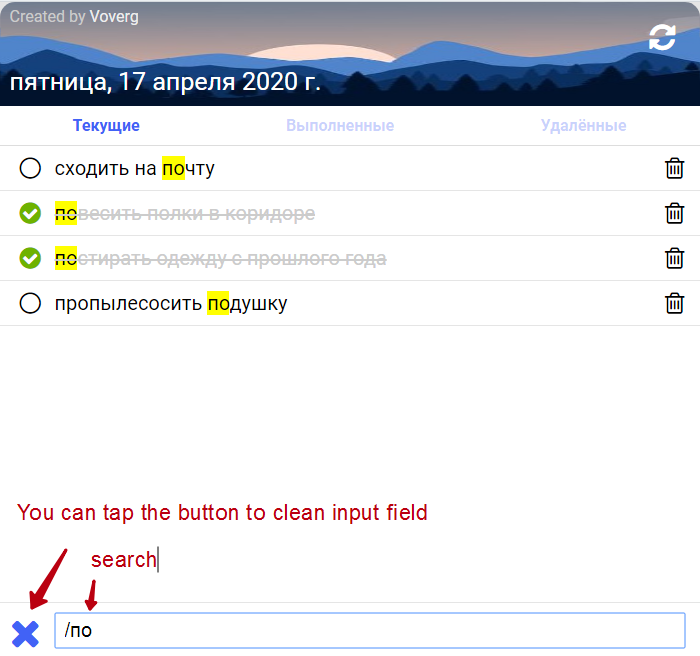 Created by Voverg
пятница, 17 апреля 2020 г.
Текущие Выполненные Удалённые
сходить на почту
повесить полки в коридоре
постирать одежду с прошлого года
пропылесосить подушку
You can tap the button to clean input field
search
/по